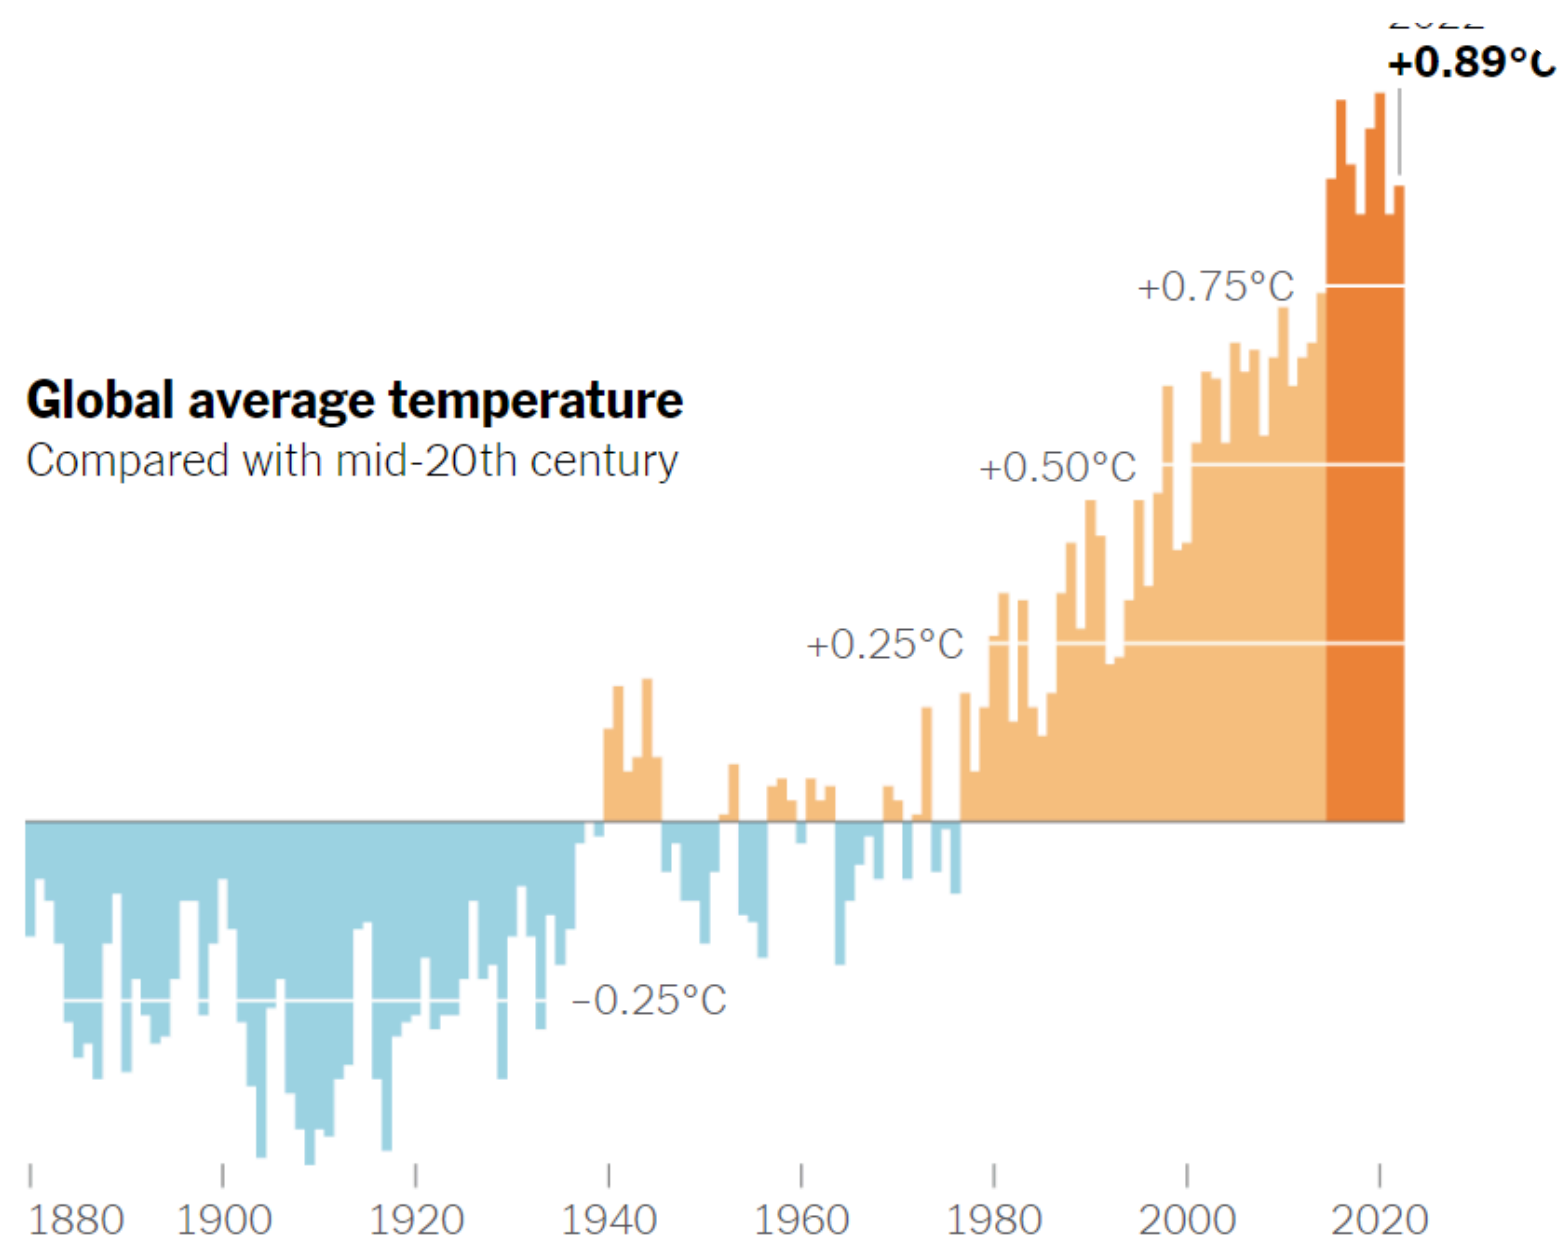 2022
+0.89°C
+0.75°C
Global average temperature
Compared with mid-20th century
+0.50°C
+0.25°C
−0.25°C
1880 1900 1920 1940 1960 1980 2000 2020